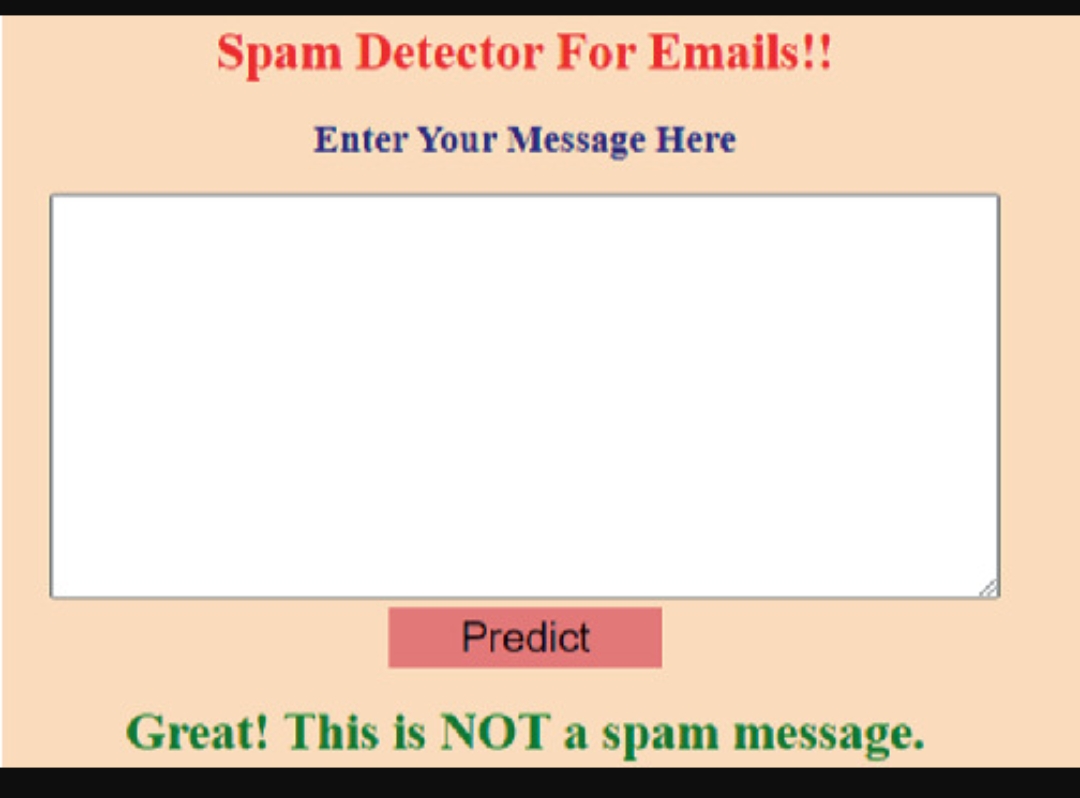 Spam Detector For Emails!!
Enter Your Message Here
Predict
Great! This is NOT a spam message.